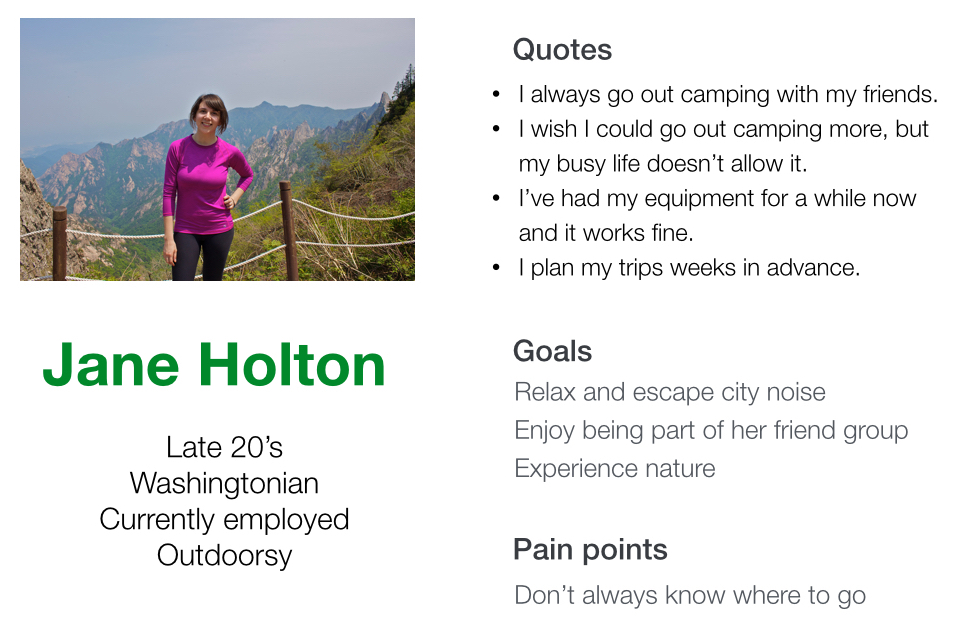 Jane Holton
Late 20’s
Washingtonian
Currently employed
Outdoorsy
Quotes
• I always go out camping with my friends.
• I wish I could go out camping more, but
my busy life doesn’t allow it.
• I’ve had my equipment for a while now
and it works fine.
• I plan my trips weeks in advance.
Goals
Relax and escape city noise
Enjoy being part of her friend group
Experience nature
Pain points
Don’t always know where to go